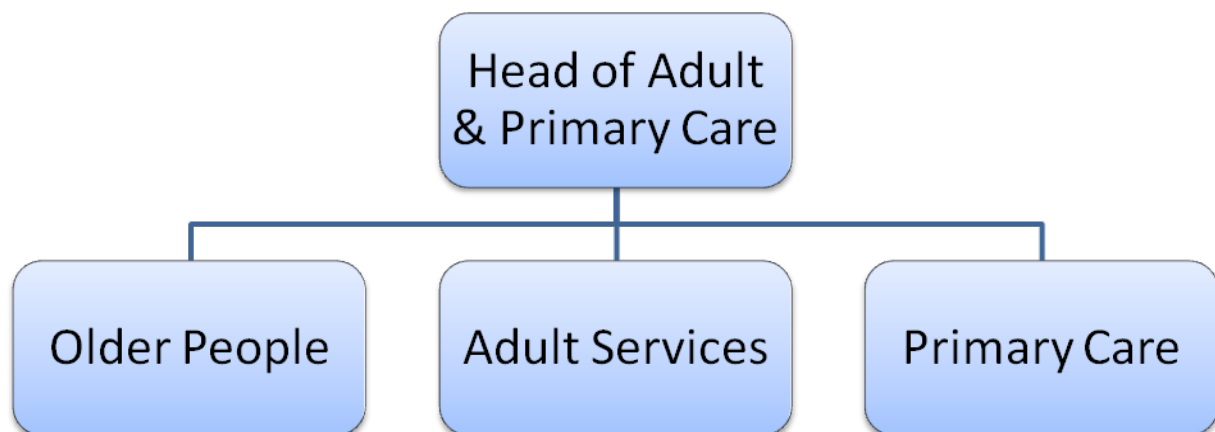 Head of Adult
& Primary Care
Older People
Adult Services
Primary Care